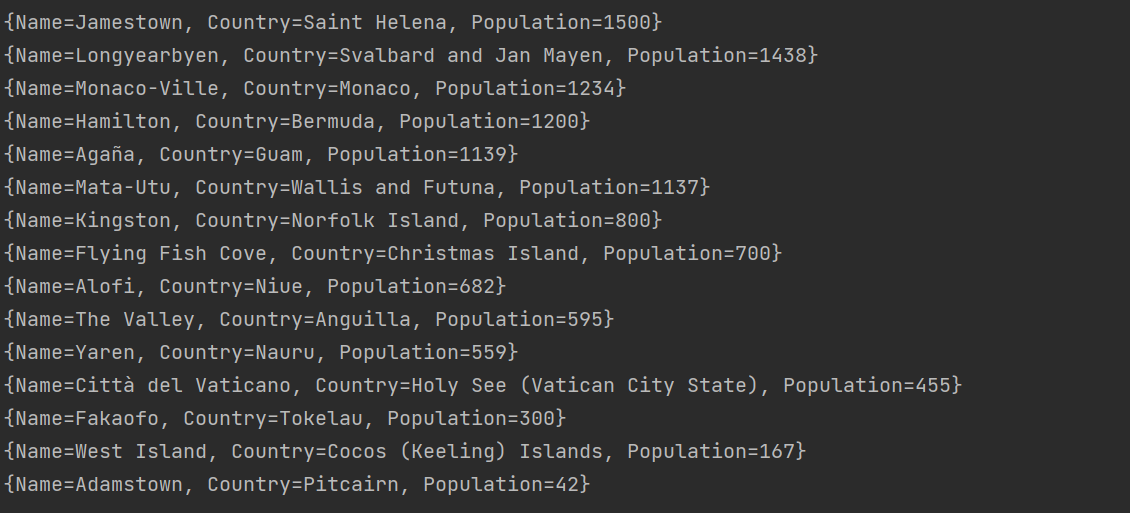 {Name=Jamestown, Country=Saint Helena, Population=1500}
{Name=Longyearbyen, Country=Svalbard and Jan Mayen, Population=1438}
{Name=Monaco-Ville, Country=Monaco, Population=1234}
{Name=Hamilton, Country=Bermuda, Population=1200}
{Name=Agaña, Country=Guam, Population=1139}
{Name=Mata-Utu, Country=Wallis and Futuna, Population=1137}
{Name=Kingston, Country=Norfolk Island, Population=800}
{Name=Flying Fish Cove, Country=Christmas Island, Population=700}
{Name=Alofi, Country=Niue, Population=682}
{Name=The Valley, Country=Anguilla, Population=595}
{Name=Yaren, Country=Nauru, Population=559}
{Name=Città del Vaticano, Country=Holy See (Vatican City State), Population=455}
{Name=Fakaofo, Country=Tokelau, Population=300}
{Name=West Island, Country=Cocos (Keeling) Islands, Population=167}
{Name=Adamstown, Country=Pitcairn, Population=42}